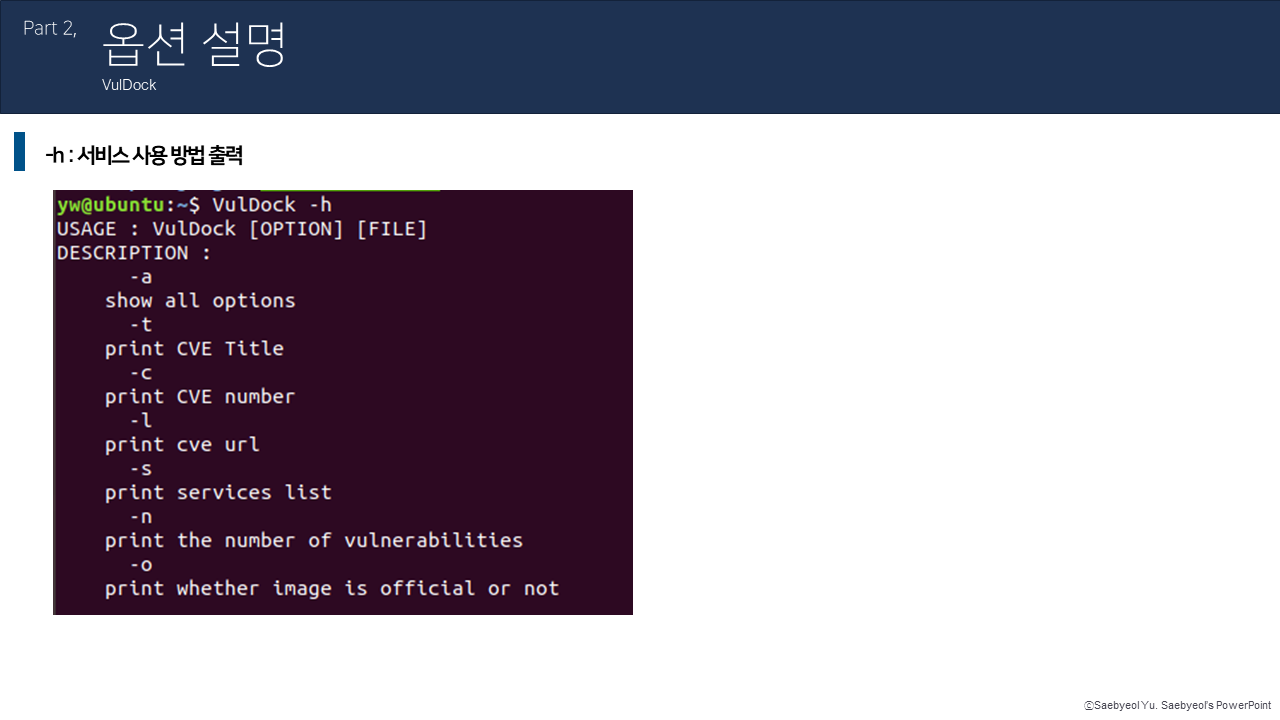 Part 2,
옵션 설명
VulDock
-h : 서비스 사용 방법 출력
yw@ubuntu:~$ VulDock -h
USAGE : VulDock [OPTION] [FILE]
DESCRIPTION :
-a
show all options
-t
print CVE Title
-c
print CVE number
-l
print cve url
-s
print services list
-n
print the number of vulnerabilities
-o
print whether image is official or not
ⓒSaebyeol Yu. Saebyeol's PowerPoint